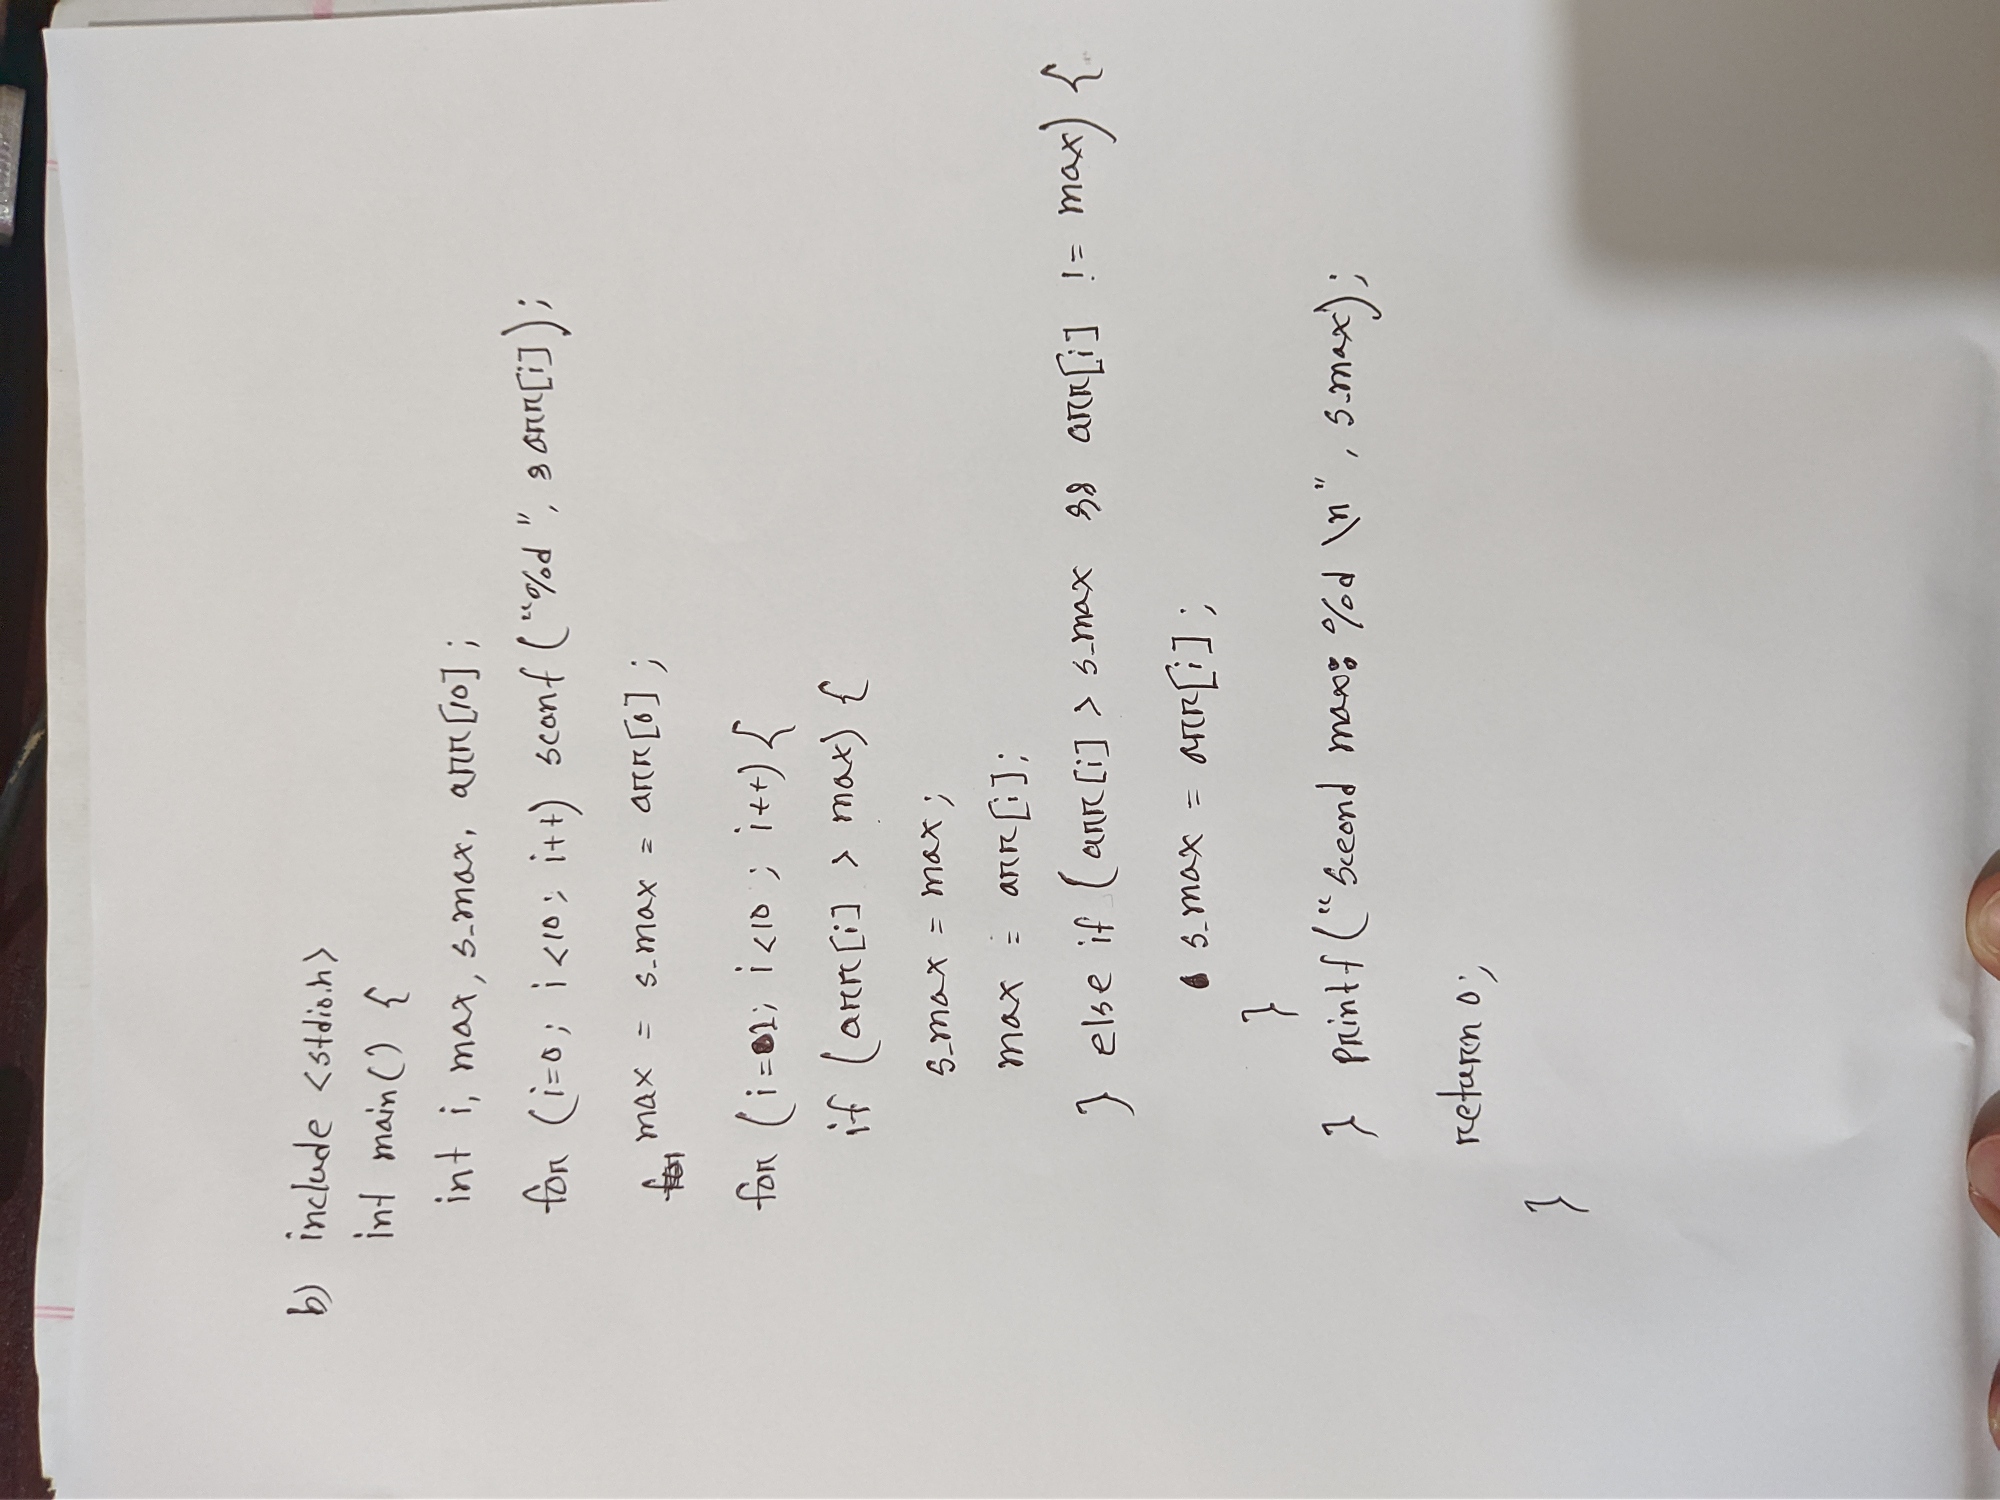 b) include <stdio.h>
int main() {
int i, max, s_max, arr[10];
for (i=0; i<10; i++) scanf ("%d", &arr[i]);
max = s_max = arr[0];
for (i=1; i<10; i++) {
if (arr[i] > max) {
s_max = max;
max = arr[i];
} else if (arr[i] > s_max && arr[i] != max) {
s_max = arr[i];
}
} printf("Second max: %d \n", s_max);
return 0;
}